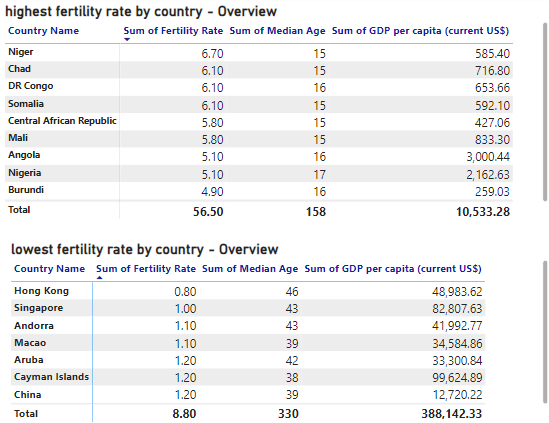 highest fertility rate by country - Overview
Country Name Sum of Fertility Rate Sum of Median Age Sum of GDP per capita (current US$)
Niger 6.70 15 585.40
Chad 6.10 15 716.80
DR Congo 6.10 16 653.66
Somalia 6.10 15 592.10
Central African Republic 5.80 15 427.06
Mali 5.80 15 833.30
Angola 5.10 16 3,000.44
Nigeria 5.10 17 2,162.63
Burundi 4.90 16 259.03
Total 56.50 158 10,533.28
lowest fertility rate by country - Overview
Country Name Sum of Fertility Rate Sum of Median Age Sum of GDP per capita (current US$)
Hong Kong 0.80 46 48,983.62
Singapore 1.00 43 82,807.63
Andorra 1.10 43 41,992.77
Macao 1.10 39 34,584.86
Aruba 1.20 42 33,300.84
Cayman Islands 1.20 38 99,624.89
China 1.20 39 12,720.22
Total 8.80 330 388,142.33